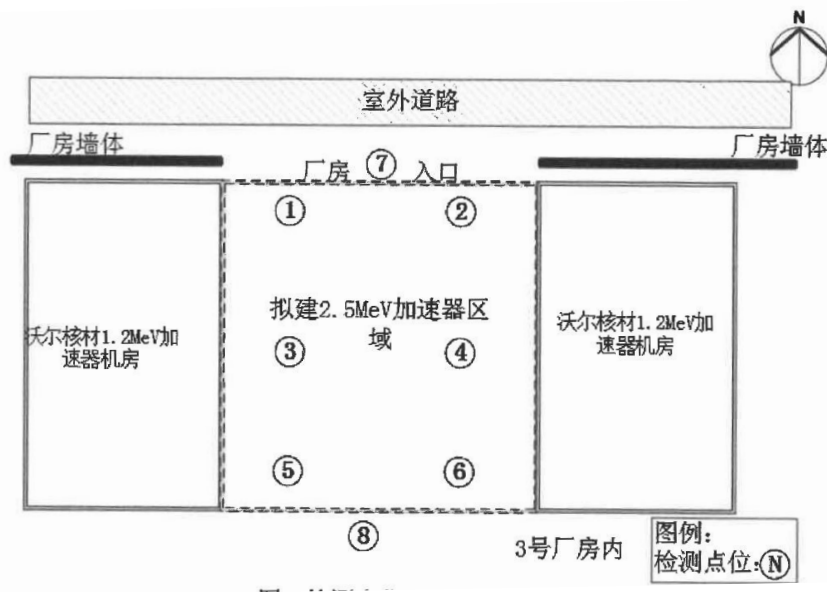 N
室外道路
厂房墙体
厂房墙体
厂房 ⑦ 入口
① ②
拟建2.5MeV加速器区
域
沃尔核材1.2MeV加
速器机房
沃尔核材1.2MeV加
速器机房
③ ④
⑤ ⑥
⑧
3号厂房内
图例:
检测点位:Ⓝ